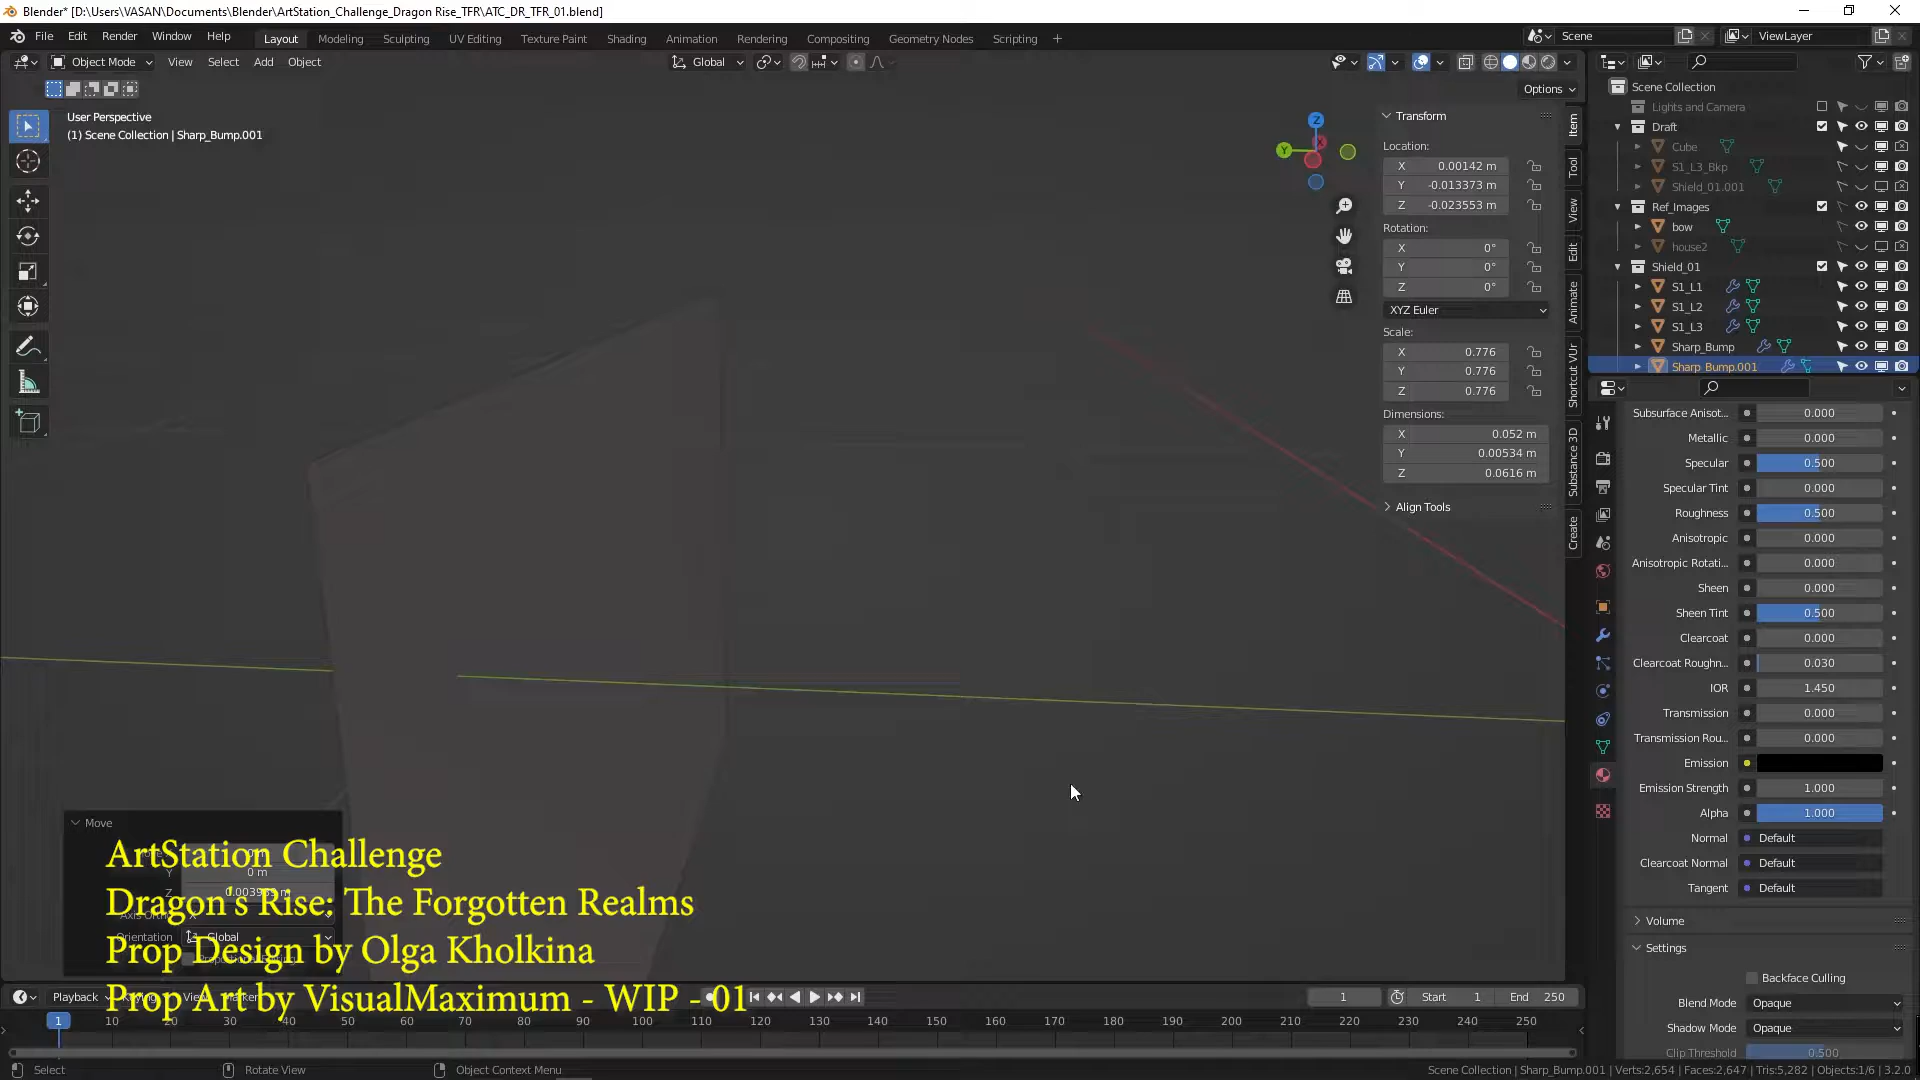 Blender* [D:\Users\VASAN\Documents\Blender\ArtStation_Challenge_Dragon Rise_TFR\ATC_DR_TFR_01.blend]
File Edit Render Window Help Layout Modeling Sculpting UV Editing Texture Paint Shading Animation Rendering Compositing Geometry Nodes Scripting + Scene ViewLayer
Object Mode View Select Add Object Global
Options
User Perspective
(1) Scene Collection | Sharp_Bump.001
Transform
Location:
X 0.00142 m
Y -0.013373 m
Z -0.023553 m
Rotation:
X 0°
Y 0°
Z 0°
XYZ Euler
Scale:
X 0.776
Y 0.776
Z 0.776
Dimensions:
X 0.052 m
Y 0.00534 m
Z 0.0616 m
Align Tools
Item
Tool
View
Edit
Animate
Shortcut VUr
Substance 3D
Create
Z
Y
X
Scene Collection
Lights and Camera
Draft
Cube
S1_L3_Bkp
Shield_01.001
Ref_Images
bow
house2
Shield_01
S1_L1
S1_L2
S1_L3
Sharp_Bump
Sharp_Bump.001
Subsurface Anisot... 0.000
Metallic 0.000
Specular 0.500
Specular Tint 0.000
Roughness 0.500
Anisotropic 0.000
Anisotropic Rotati... 0.000
Sheen 0.000
Sheen Tint 0.500
Clearcoat 0.000
Clearcoat Roughn... 0.030
IOR 1.450
Transmission 0.000
Transmission Rou... 0.000
Emission
Emission Strength 1.000
Alpha 1.000
Normal Default
Clearcoat Normal Default
Tangent Default
Volume
Settings
Backface Culling
Blend Mode Opaque
Shadow Mode Opaque
Clip Threshold 0.500
Move
Y 0 m
Orientation Global
ArtStation Challenge
Dragon's Rise: The Forgotten Realms
Prop Design by Olga Kholkina
Prop Art by VisualMaximum - WIP - 01
Playback View 1 Start 1 End 250
1 10 20 30 40 50 60 70 80 90 100 110 120 130 140 150 160 170 180 190 200 210 220 230 240 250
Select Rotate View Object Context Menu Scene Collection | Sharp_Bump.001 | Verts:2,654 | Faces:2,647 | Tris:5,282 | Objects:1/6 | 3.2.0